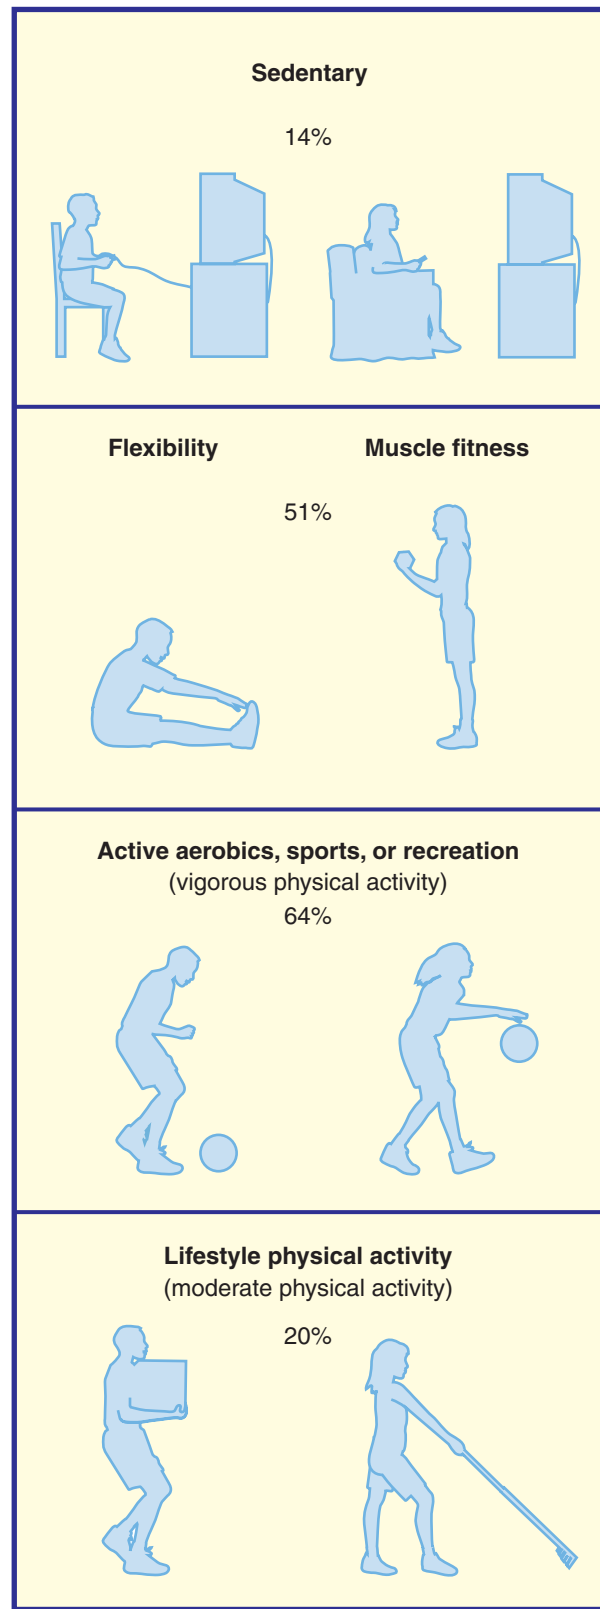 Sedentary
14%
Flexibility Muscle fitness
51%
Active aerobics, sports, or recreation
(vigorous physical activity)
64%
Lifestyle physical activity
(moderate physical activity)
20%